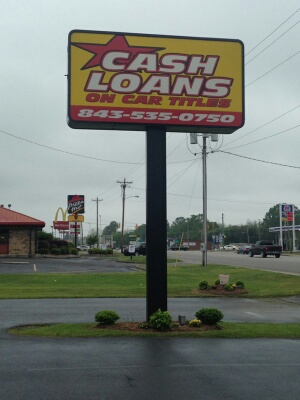 CASH
LOANS
ON CAR TITLES
843-535-0750